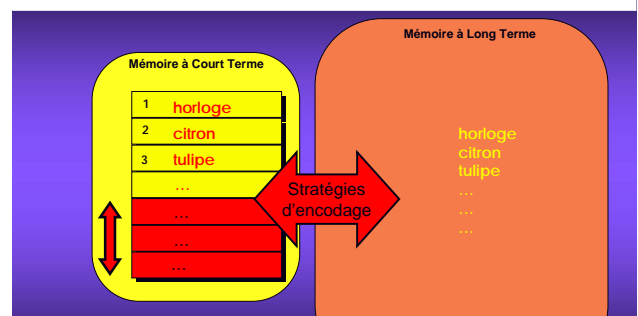 Mémoire à Long Terme
Mémoire à Court Terme
1 horloge
2 citron
3 tulipe
…
…
…
…
Stratégies
d'encodage
horloge
citron
tulipe
…
…
…